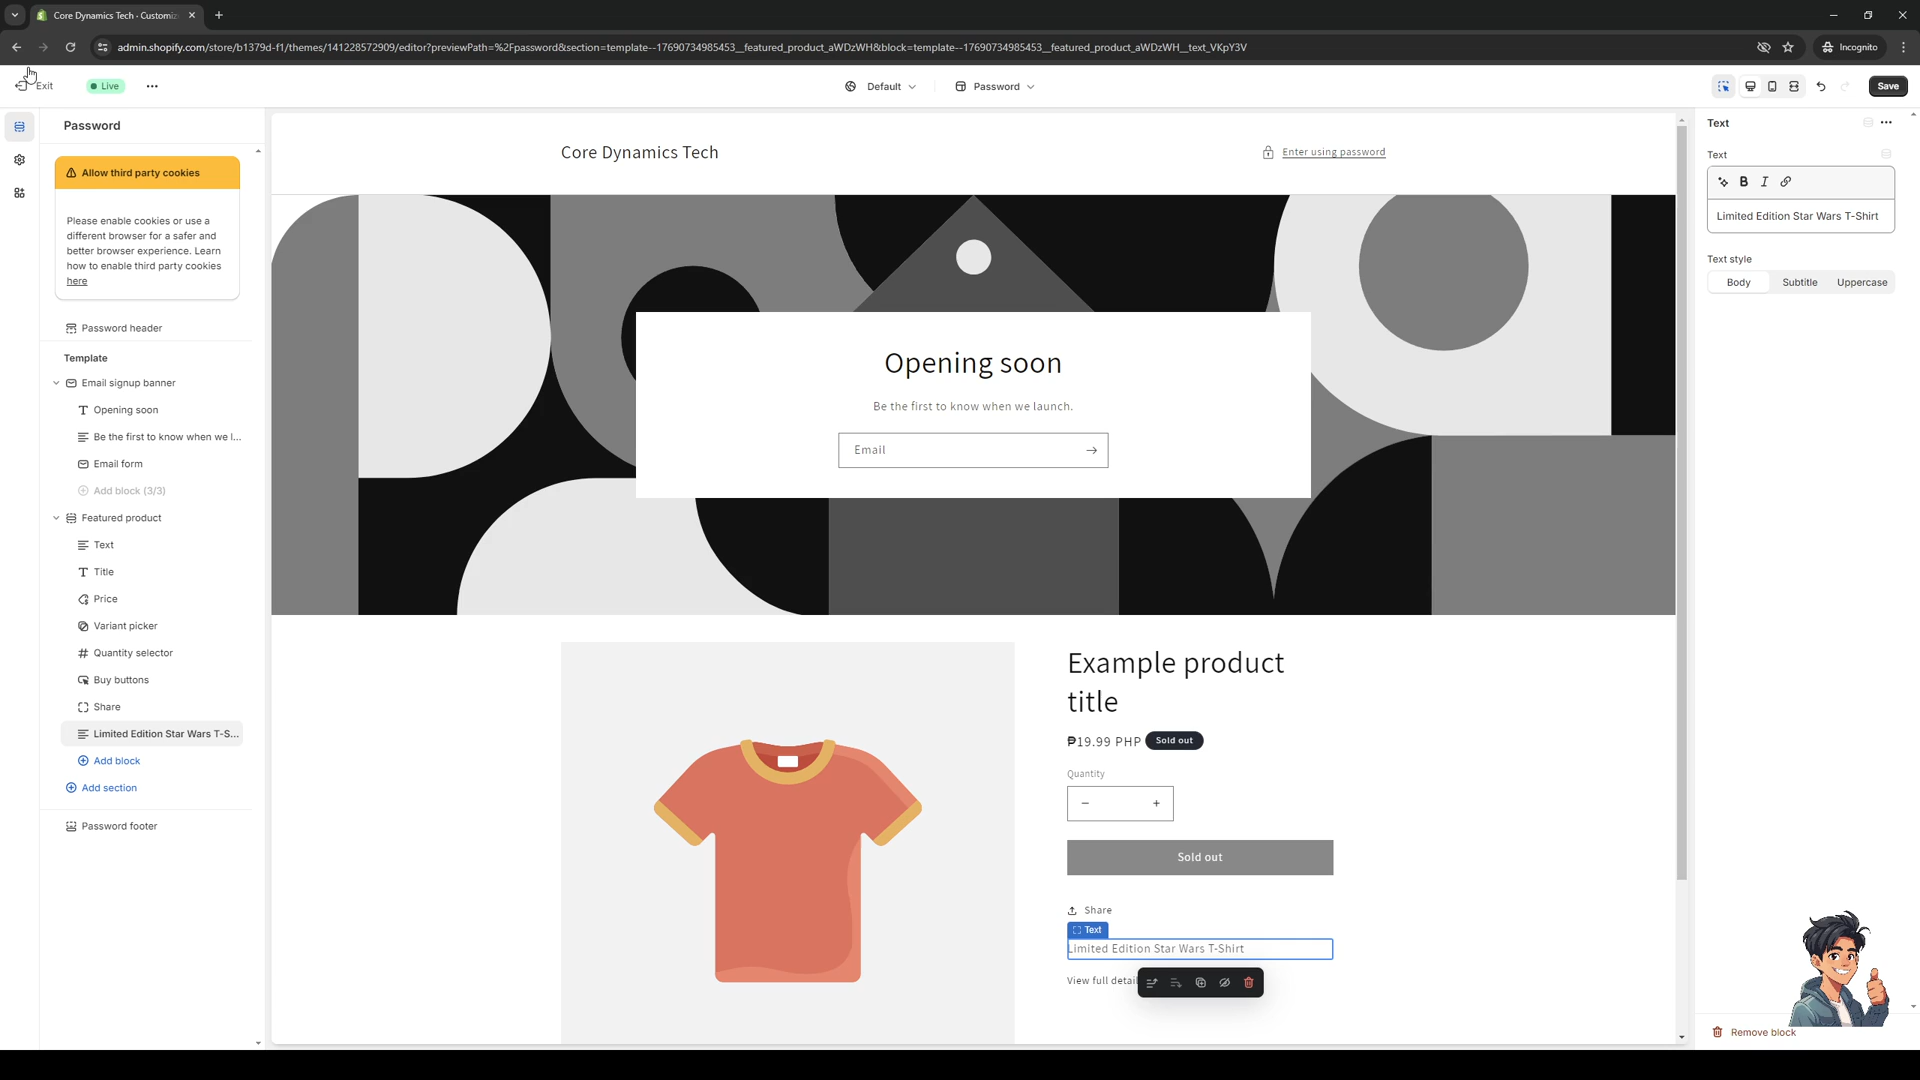 Core Dynamics Tech - Customiz
admin.shopify.com/store/b1379d-f1/themes/141228572909/editor?previewPath=%2Fpassword&section=template--17690734985453__featured_product_aWDzWH&block=template--17690734985453__featured_product_aWDzWH__text_VKpY3V
Incognito
Exit
Live
Default
Password
Save
Password
Allow third party cookies
Please enable cookies or use a
different browser for a safer and
better browser experience. Learn
how to enable third party cookies
here
Password header
Template
Email signup banner
Opening soon
Be the first to know when we l...
Email form
Add block (3/3)
Featured product
Text
Title
Price
Variant picker
Quantity selector
Buy buttons
Share
Limited Edition Star Wars T-S...
Add block
Add section
Password footer
Core Dynamics Tech
Enter using password
Opening soon
Be the first to know when we launch.
Email
Example product
title
₱19.99 PHP
Sold out
Quantity
Sold out
Share
Text
Limited Edition Star Wars T-Shirt
View full detail
Text
Text
B I
Limited Edition Star Wars T-Shirt
Text style
Body
Subtitle
Uppercase
Remove block